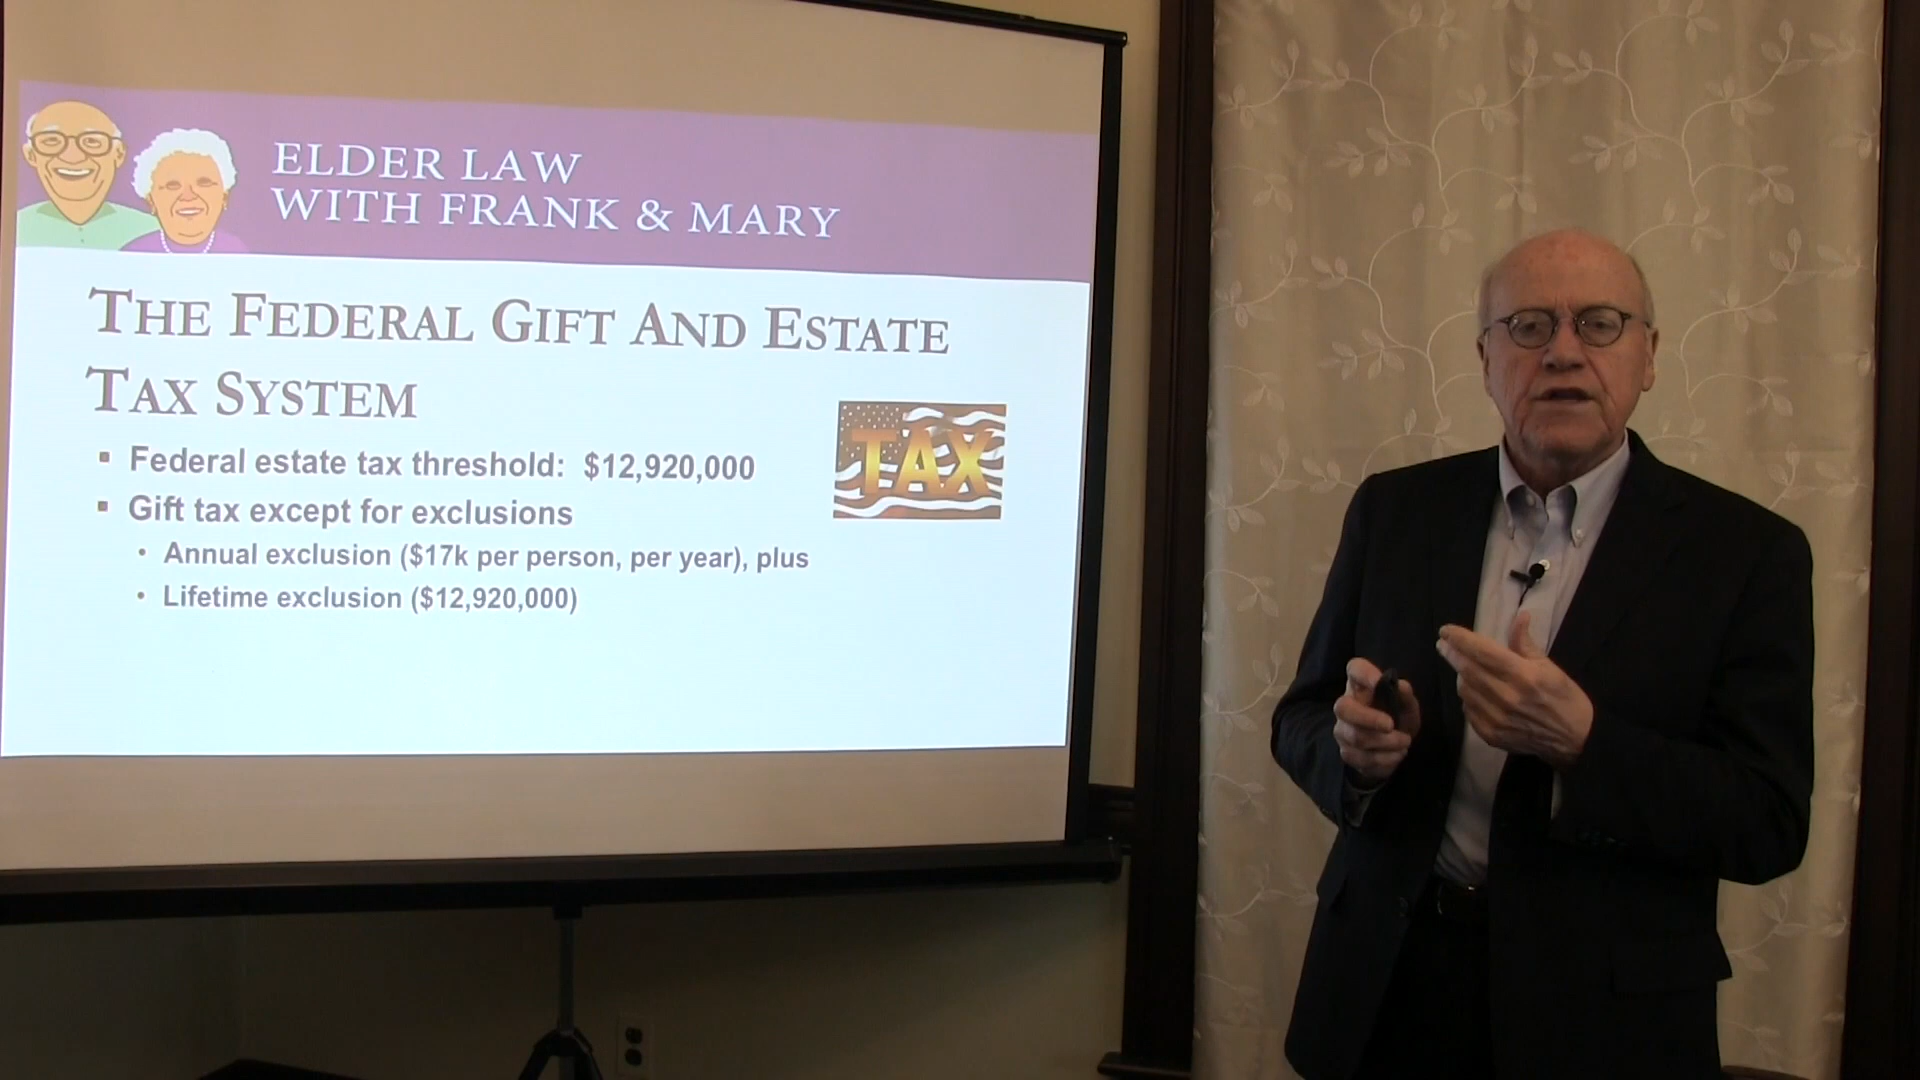 ELDER LAW
WITH FRANK & MARY
THE FEDERAL GIFT AND ESTATE
TAX SYSTEM
TAX
▪ Federal estate tax threshold: $12,920,000
▪ Gift tax except for exclusions
• Annual exclusion ($17k per person, per year), plus
• Lifetime exclusion ($12,920,000)